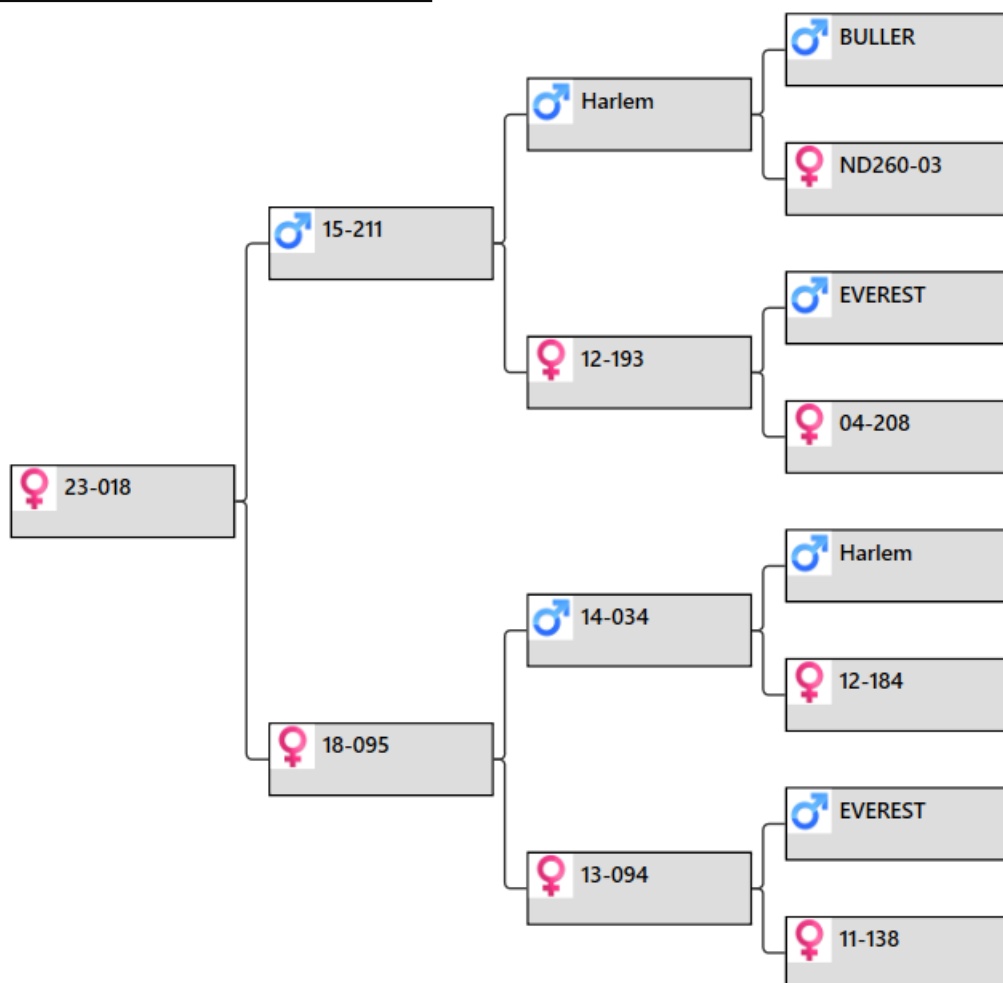 BULLER
Harlem
ND260-03
15-211
EVEREST
12-193
04-208
23-018
Harlem
14-034
12-184
18-095
EVEREST
13-094
11-138